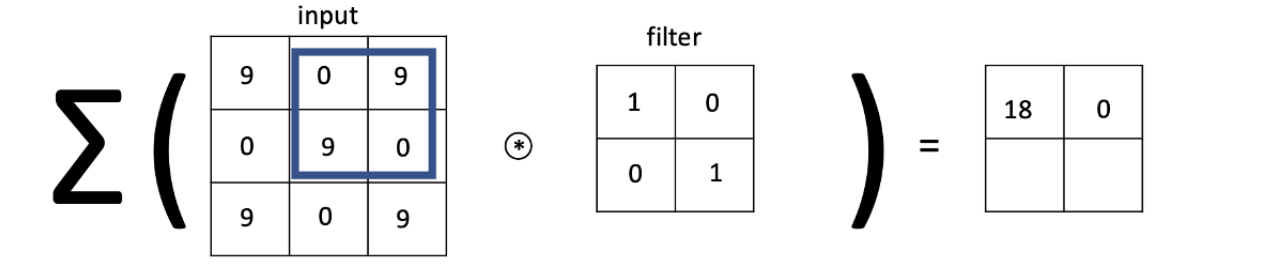 input
filter
Σ ( 9 0 9 ⊛ 1 0 ) = 18 0
0 9 0 0 1
9 0 9